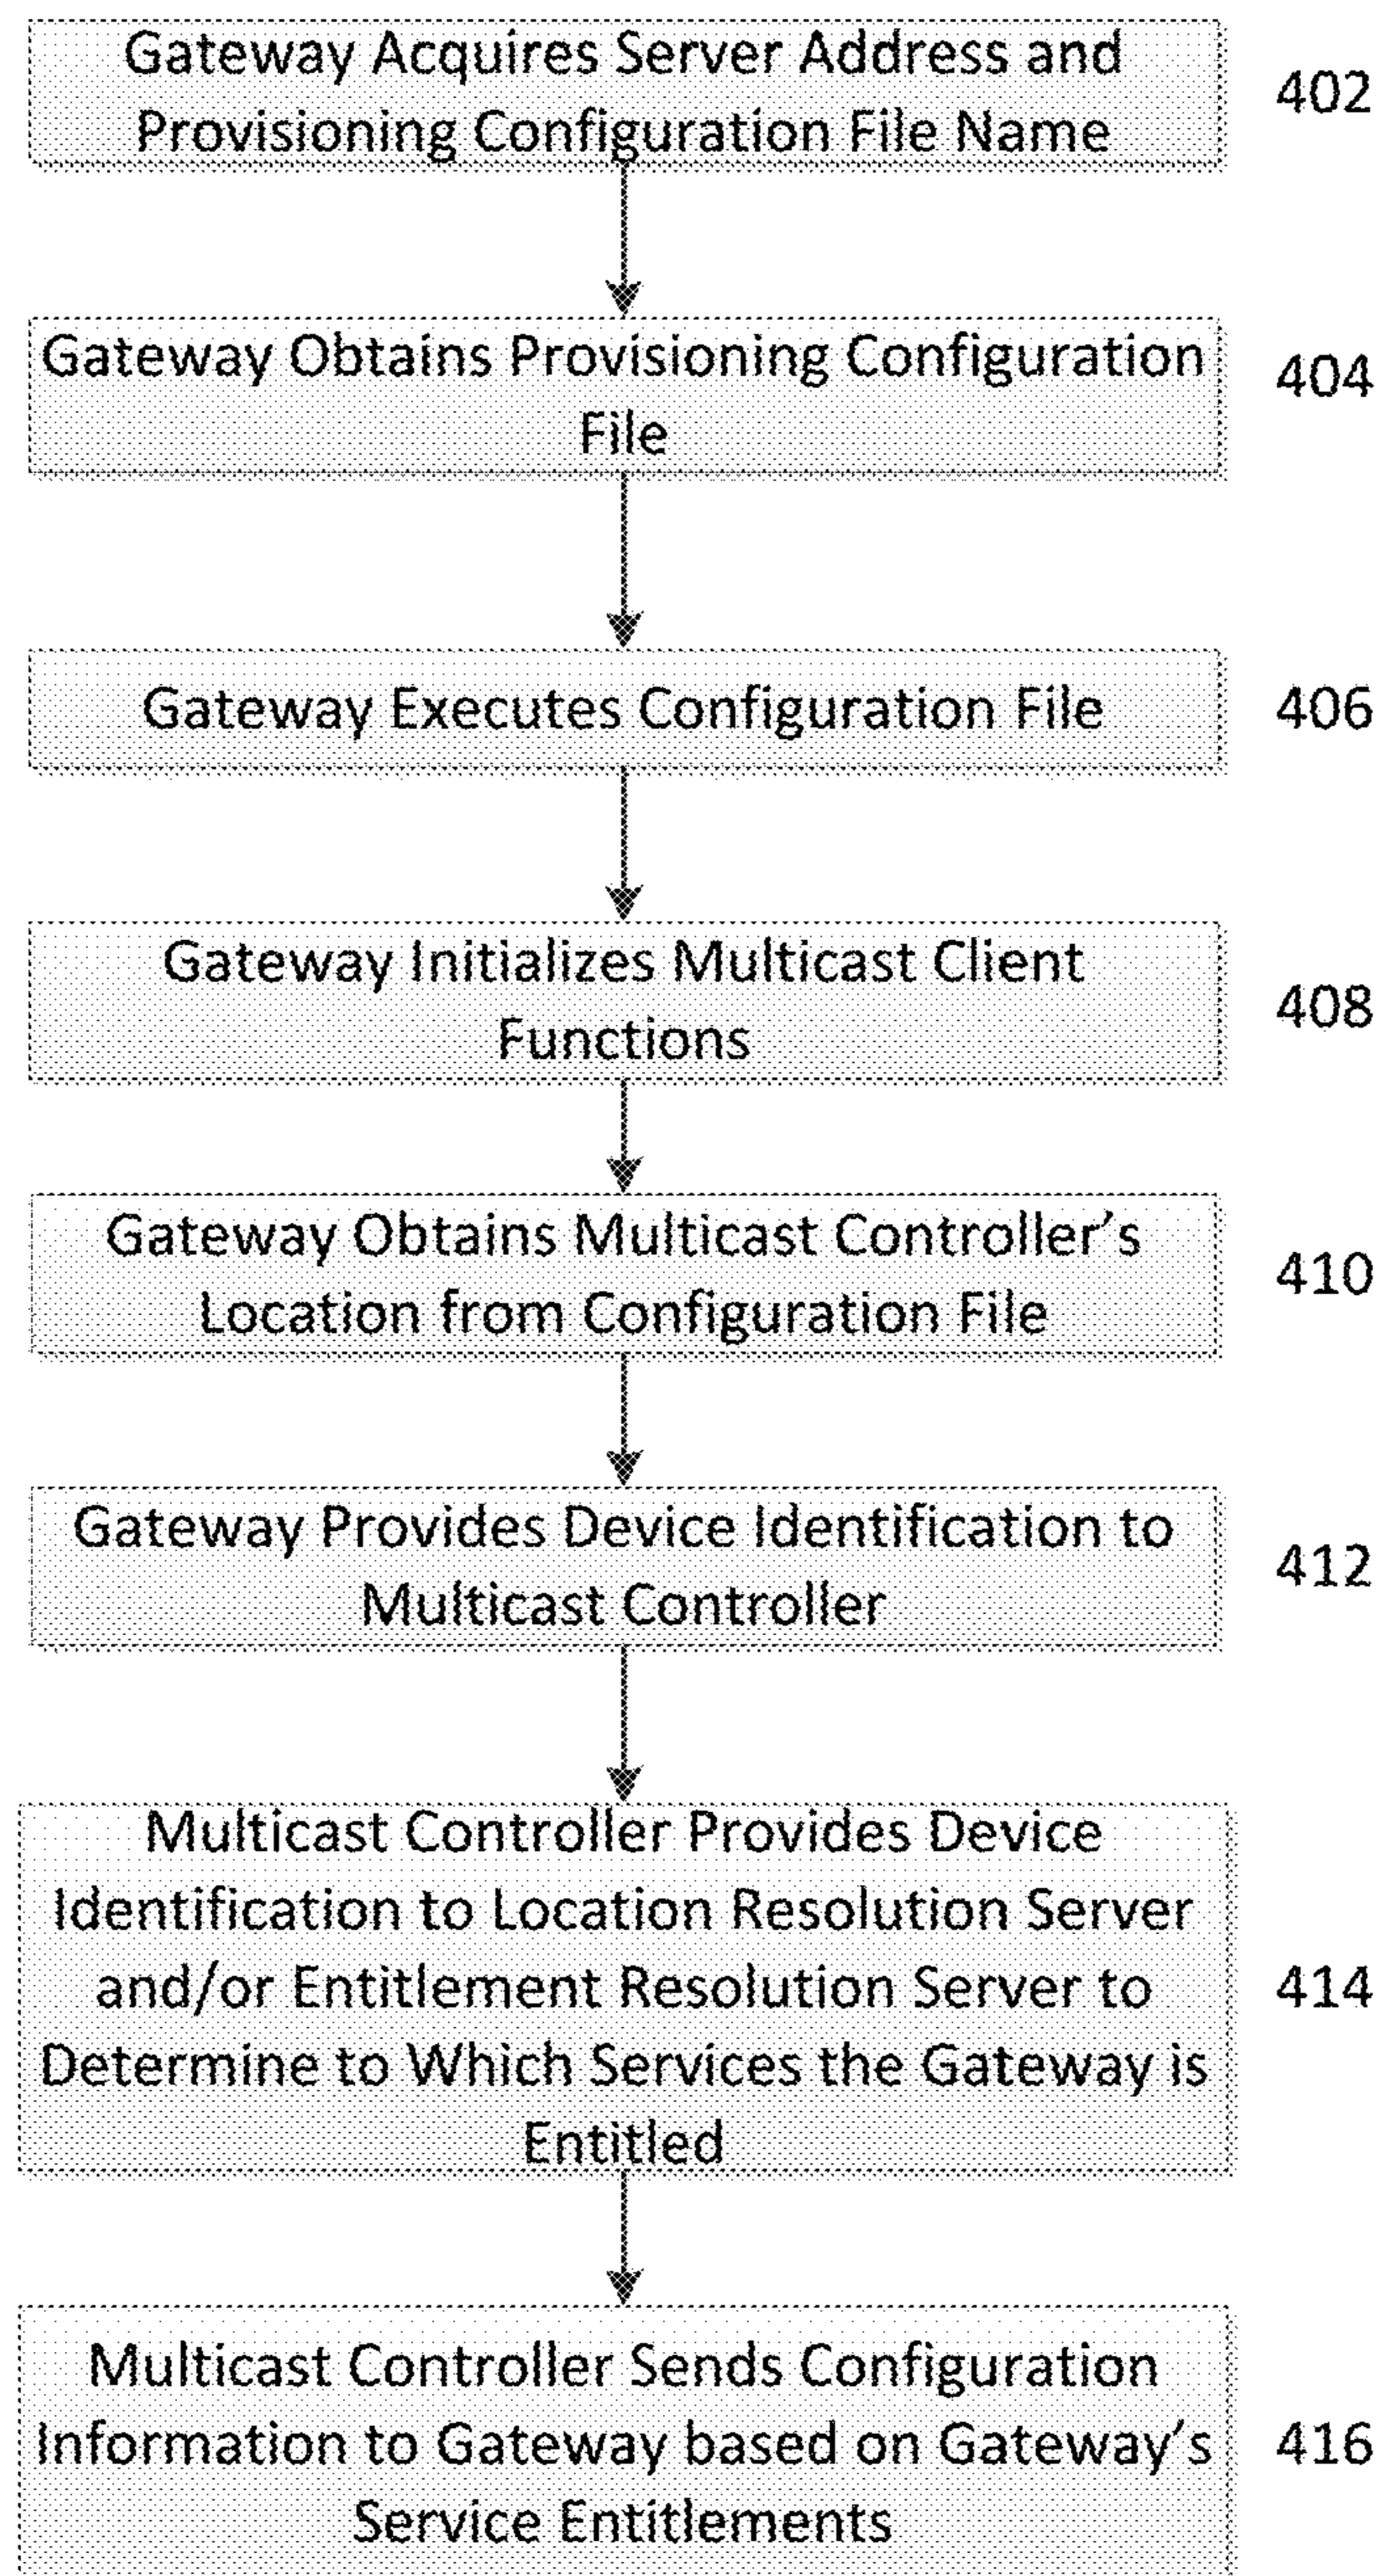 Gateway Acquires Server Address and
Provisioning Configuration File Name
402
Gateway Obtains Provisioning Configuration
File
404
Gateway Executes Configuration File
406
Gateway Initializes Multicast Client
Functions
408
Gateway Obtains Multicast Controller's
Location from Configuration File
410
Gateway Provides Device Identification to
Multicast Controller
412
Multicast Controller Provides Device
Identification to Location Resolution Server
and/or Entitlement Resolution Server to
Determine to Which Services the Gateway is
Entitled
414
Multicast Controller Sends Configuration
Information to Gateway based on Gateway's
Service Entitlements
416